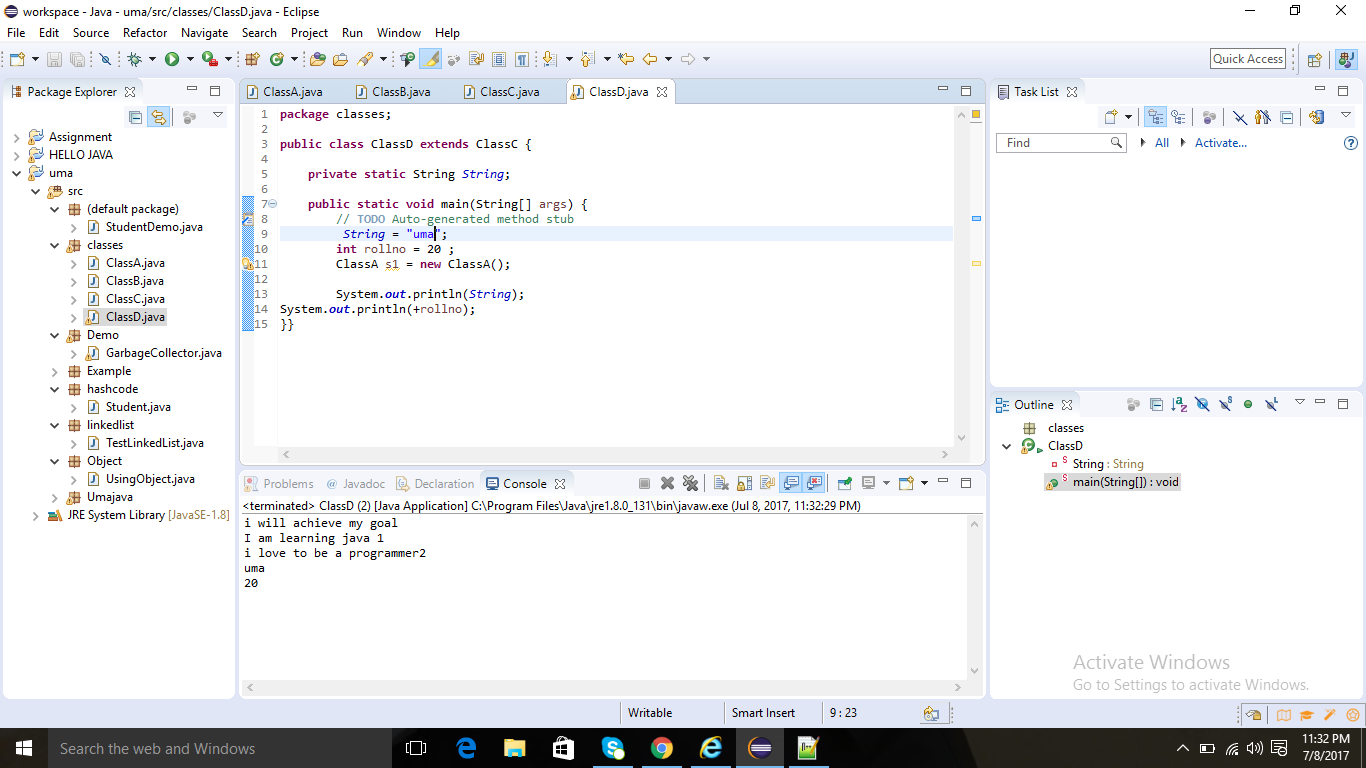 workspace - Java - uma/src/classes/ClassD.java - Eclipse
File Edit Source Refactor Navigate Search Project Run Window Help
Quick Access
Package Explorer
Assignment
HELLO JAVA
uma
src
(default package)
StudentDemo.java
classes
ClassA.java
ClassB.java
ClassC.java
ClassD.java
Demo
GarbageCollector.java
Example
hashcode
Student.java
linkedlist
TestLinkedList.java
Object
UsingObject.java
Umajava
JRE System Library [JavaSE-1.8]
ClassA.java ClassB.java ClassC.java ClassD.java
1 package classes;
2
3 public class ClassD extends ClassC {
4
5 private static String String;
6
7 public static void main(String[] args) {
8 // TODO Auto-generated method stub
9 String = "uma";
10 int rollno = 20 ;
11 ClassA s1 = new ClassA();
12
13 System.out.println(String);
14 System.out.println(+rollno);
15 }}
Problems @ Javadoc Declaration Console
<terminated> ClassD (2) [Java Application] C:\Program Files\Java\jre1.8.0_131\bin\javaw.exe (Jul 8, 2017, 11:32:29 PM)
i will achieve my goal
I am learning java 1
i love to be a programmer2
uma
20
Task List
Find All Activate...
Outline
classes
ClassD
String : String
main(String[]) : void
Activate Windows
Go to Settings to activate Windows.
Writable Smart Insert 9 : 23
Search the web and Windows
11:32 PM
7/8/2017